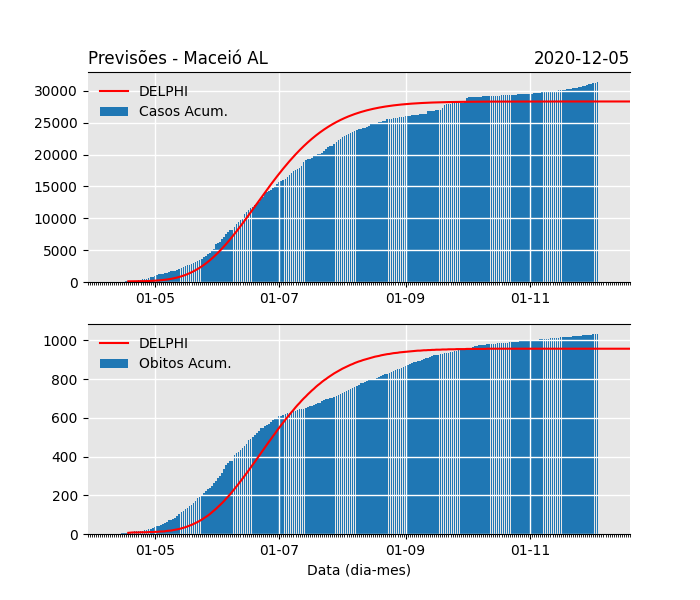 Previsões - Maceió AL 2020-12-05
DELPHI
Casos Acum.
30000
25000
20000
15000
10000
5000
0
01-05 01-07 01-09 01-11
DELPHI
Obitos Acum.
1000
800
600
400
200
0
01-05 01-07 01-09 01-11
Data (dia-mes)